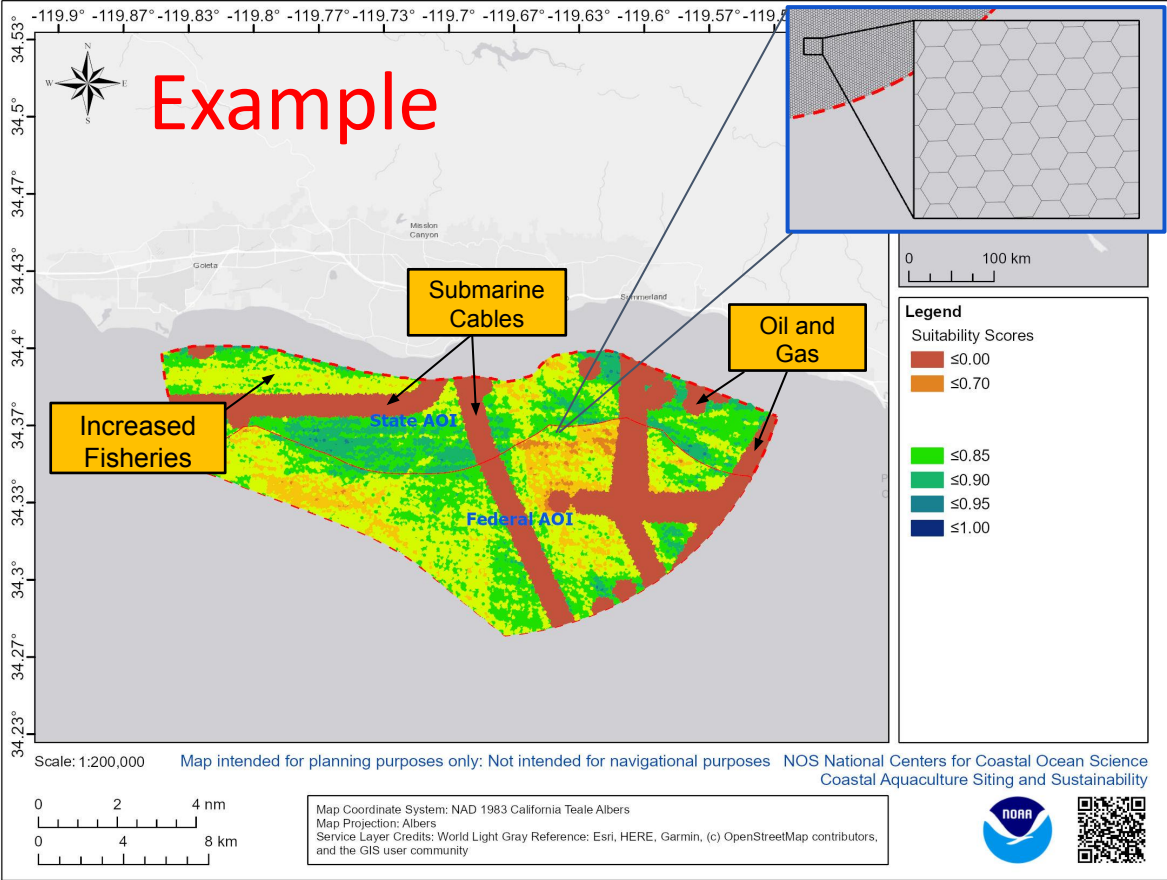 -119.9° -119.87° -119.83° -119.8° -119.77° -119.73° -119.7° -119.67° -119.63° -119.6° -119.57°
34.53°
34.5°
34.47°
34.43°
34.4°
34.37°
34.33°
34.3°
34.27°
34.23°
N
W E
S
Example
Mission
Canyon
Goleta
Summerland
Submarine
Cables
Oil and
Gas
Increased
Fisheries
State AOI
Federal AOI
0 100 km
Legend
Suitability Scores
≤0.00
≤0.70
≤0.85
≤0.90
≤0.95
≤1.00
Scale: 1:200,000
Map intended for planning purposes only: Not intended for navigational purposes
NOS National Centers for Coastal Ocean Science
Coastal Aquaculture Siting and Sustainability
0 2 4 nm
0 4 8 km
Map Coordinate System: NAD 1983 California Teale Albers
Map Projection: Albers
Service Layer Credits: World Light Gray Reference: Esri, HERE, Garmin, (c) OpenStreetMap contributors,
and the GIS user community
NOAA